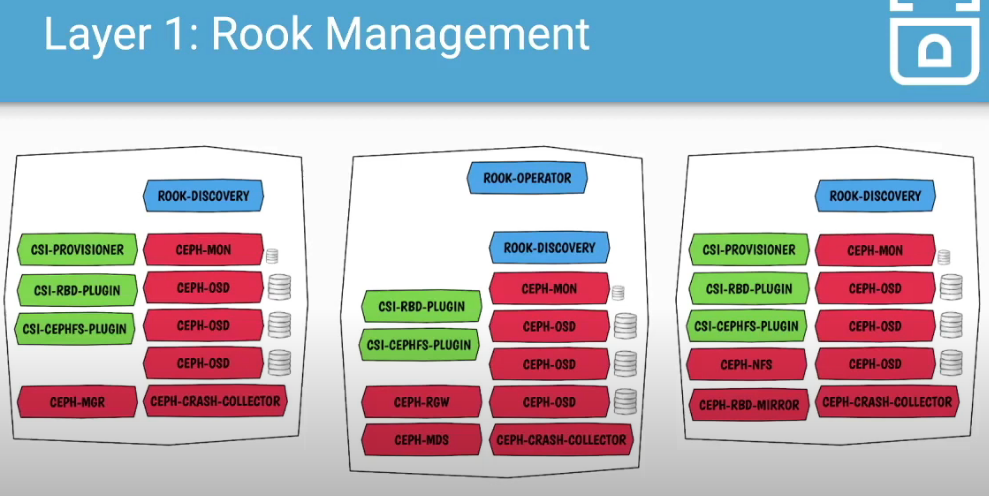 Layer 1: Rook Management
ROOK-DISCOVERY
CSI-PROVISIONER
CEPH-MON
CSI-RBD-PLUGIN
CEPH-OSD
CSI-CEPHFS-PLUGIN
CEPH-OSD
CEPH-OSD
CEPH-MGR
CEPH-CRASH-COLLECTOR
ROOK-OPERATOR
ROOK-DISCOVERY
CEPH-MON
CSI-RBD-PLUGIN
CEPH-OSD
CSI-CEPHFS-PLUGIN
CEPH-OSD
CEPH-RGW
CEPH-OSD
CEPH-MDS
CEPH-CRASH-COLLECTOR
ROOK-DISCOVERY
CSI-PROVISIONER
CEPH-MON
CSI-RBD-PLUGIN
CEPH-OSD
CSI-CEPHFS-PLUGIN
CEPH-OSD
CEPH-NFS
CEPH-OSD
CEPH-RBD-MIRROR
CEPH-CRASH-COLLECTOR